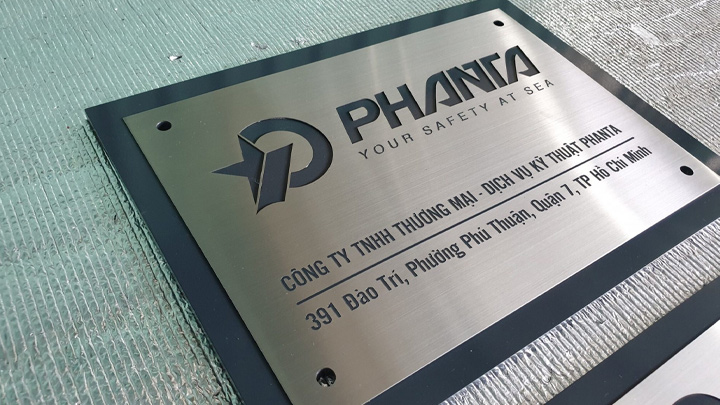 PHANTA
YOUR SAFETY AT SEA
CÔNG TY TNHH THƯƠNG MẠI - DỊCH VỤ KỸ THUẬT PHANTA
391 Đào Trí, Phường Phú Thuận, Quận 7, TP Hồ Chí Minh